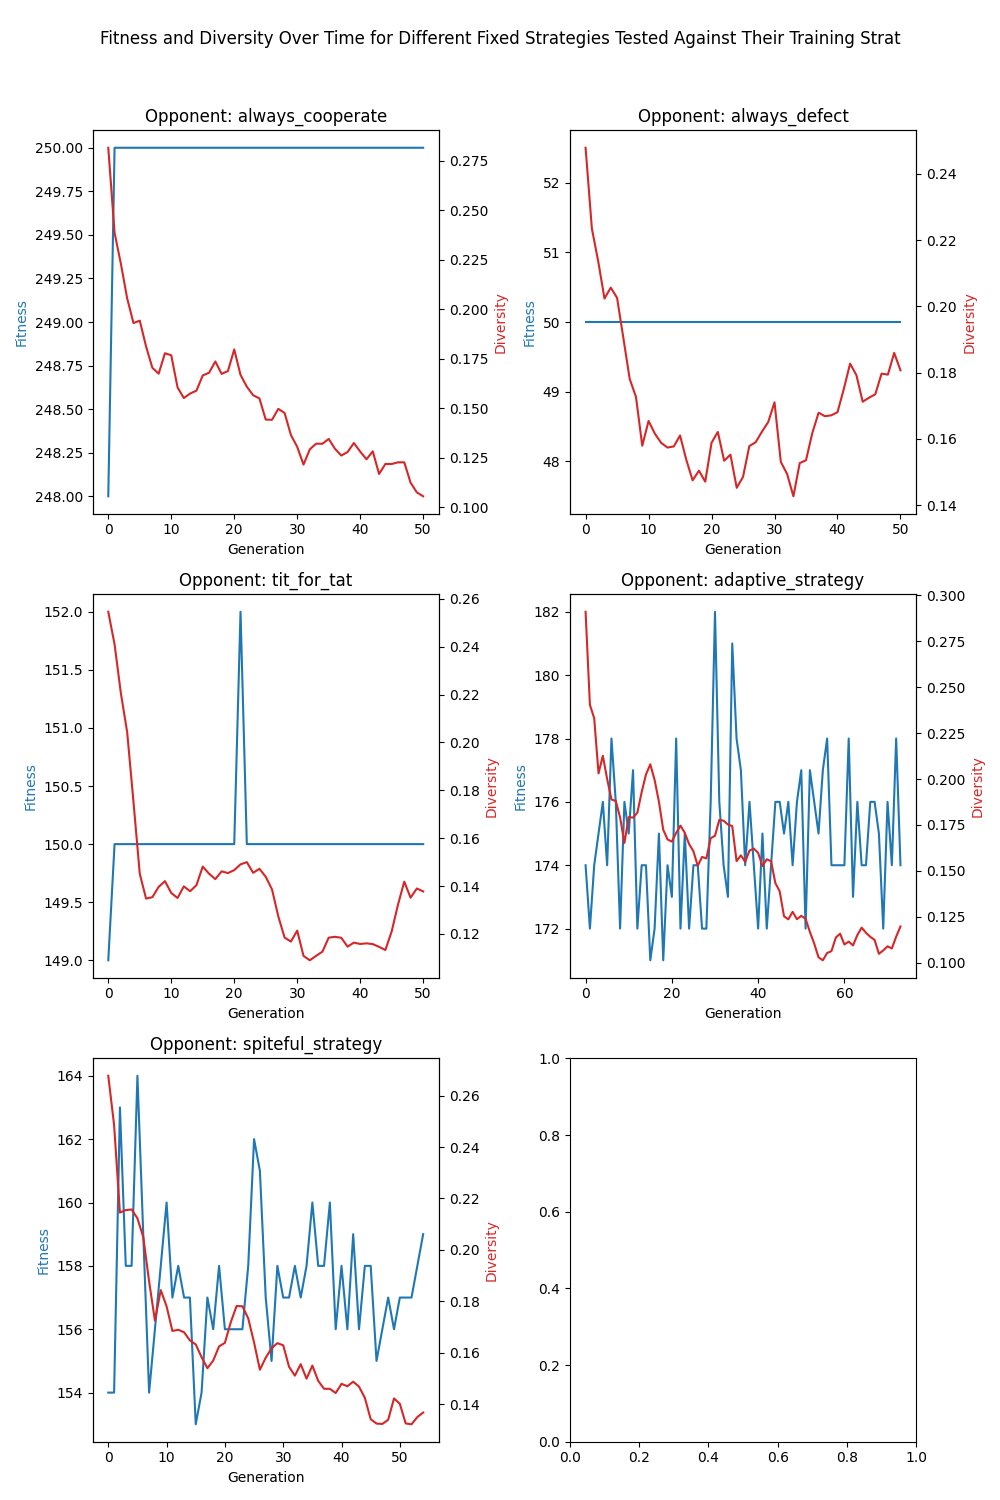 Fitness and Diversity Over Time for Different Fixed Strategies Tested Against Their Training Strat
Opponent: always_cooperate
250.00
249.75
249.50
249.25
249.00
248.75
248.50
248.25
248.00
Fitness
0.275
0.250
0.225
0.200
0.175
0.150
0.125
0.100
Diversity
0 10 20 30 40 50
Generation
Opponent: always_defect
52
51
50
49
48
Fitness
0.24
0.22
0.20
0.18
0.16
0.14
Diversity
0 10 20 30 40 50
Generation
Opponent: tit_for_tat
152.0
151.5
151.0
150.5
150.0
149.5
149.0
Fitness
0.26
0.24
0.22
0.20
0.18
0.16
0.14
0.12
Diversity
0 10 20 30 40 50
Generation
Opponent: adaptive_strategy
182
180
178
176
174
172
Fitness
0.300
0.275
0.250
0.225
0.200
0.175
0.150
0.125
0.100
Diversity
0 20 40 60
Generation
Opponent: spiteful_strategy
164
162
160
158
156
154
Fitness
0.26
0.24
0.22
0.20
0.18
0.16
0.14
Diversity
0 10 20 30 40 50
Generation
1.0
0.8
0.6
0.4
0.2
0.0
0.0 0.2 0.4 0.6 0.8 1.0